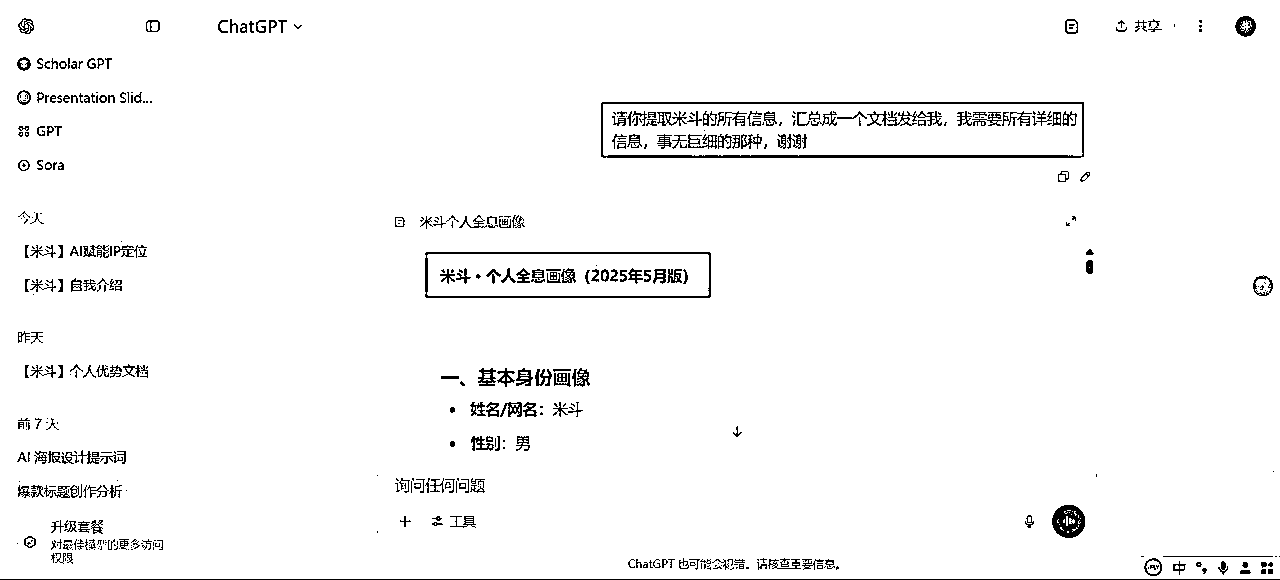 ChatGPT
共享
Scholar GPT
Presentation Slid...
GPT
Sora
今天
【米斗】AI赋能IP定位
【米斗】自我介绍
昨天
【米斗】个人优势文档
前 7 天
AI 海报设计提示词
爆款标题创作分析
升级套餐
对最佳模型的更多访问
权限
请你提取米斗的所有信息，汇总成一个文档发给我，我需要所有详细的
信息，事无巨细的那种，谢谢
米斗个人全息画像
米斗·个人全息画像（2025年5月版）
一、基本身份画像
• 姓名/网名：米斗
• 性别：男
询问任何问题
工具
ChatGPT 也可能会犯错。请核查重要信息。
中